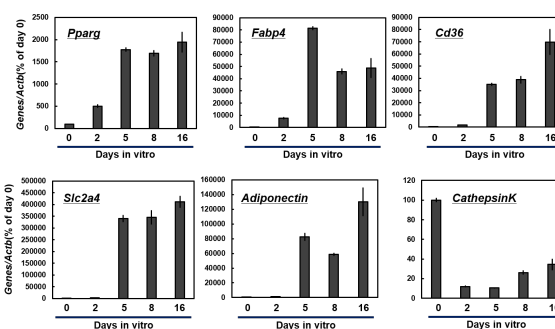 Genes/Actb(% of day 0)
Pparg
2500
2000
1500
1000
500
0
0 2 5 8 16
Days in vitro
Fabp4
90000
80000
70000
60000
50000
40000
30000
20000
10000
0
0 2 5 8 16
Days in vitro
Cd36
90000
80000
70000
60000
50000
40000
30000
20000
10000
0
0 2 5 8 16
Days in vitro
Genes/Actb(% of day 0)
Slc2a4
500000
450000
400000
350000
300000
250000
200000
150000
100000
50000
0
0 2 5 8 16
Days in vitro
Adiponectin
160000
140000
120000
100000
80000
60000
40000
20000
0
0 2 5 8 16
Days in vitro
CathepsinK
120
100
80
60
40
20
0
0 2 5 8 16
Days in vitro